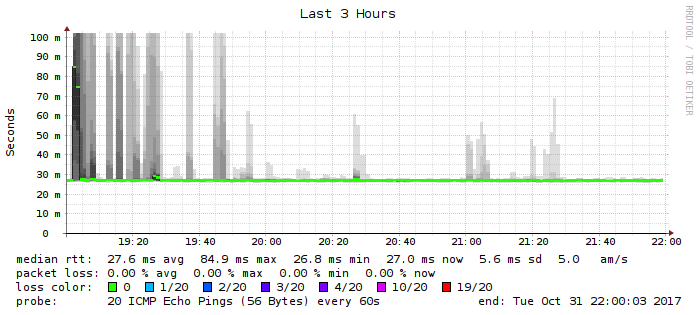 Last 3 Hours
RRDTOOL / TOBI OETIKER
Seconds
100 m
90 m
80 m
70 m
60 m
50 m
40 m
30 m
20 m
10 m
0
19:20 19:40 20:00 20:20 20:40 21:00 21:20 21:40 22:00
median rtt: 27.6 ms avg 84.9 ms max 26.8 ms min 27.0 ms now 5.6 ms sd 5.0 am/s
packet loss: 0.00 % avg 0.00 % max 0.00 % min 0.00 % now
loss color: 0 1/20 2/20 3/20 4/20 10/20 19/20
probe: 20 ICMP Echo Pings (56 Bytes) every 60s end: Tue Oct 31 22:00:03 2017